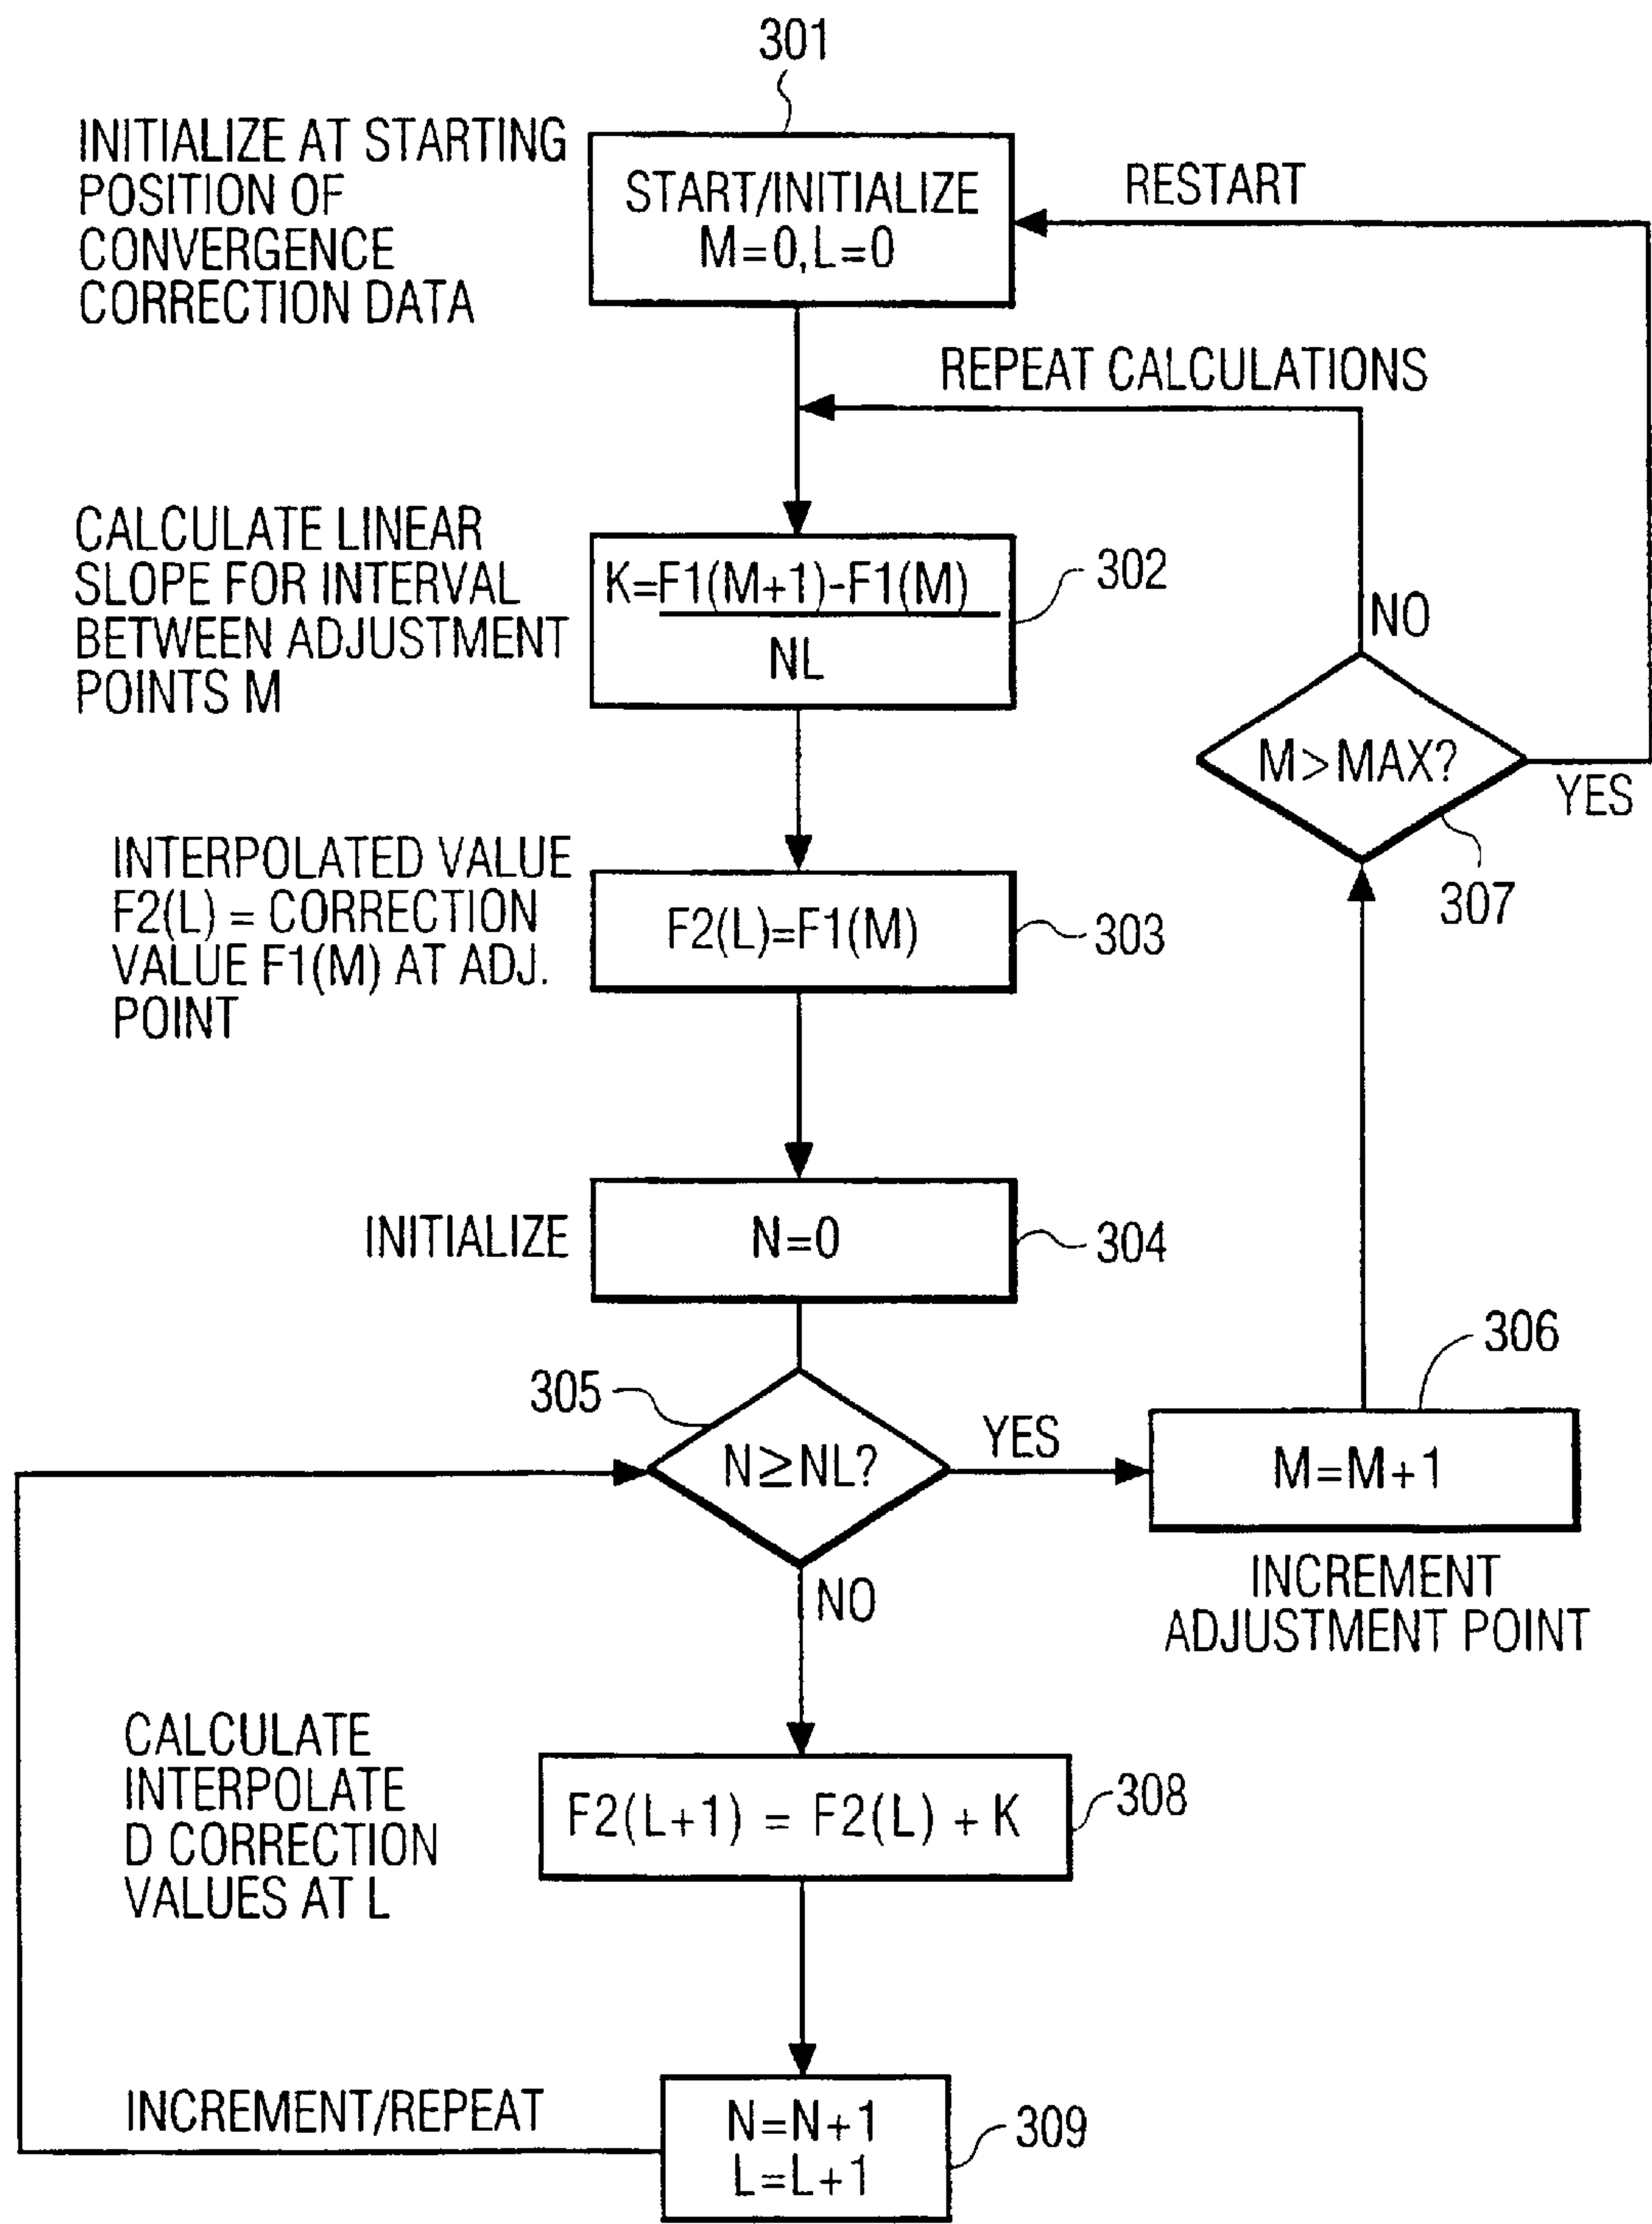 301
INITIALIZE AT STARTING
POSITION OF
CONVERGENCE
CORRECTION DATA
START/INITIALIZE
M=0,L=0
RESTART
REPEAT CALCULATIONS
CALCULATE LINEAR
SLOPE FOR INTERVAL
BETWEEN ADJUSTMENT
POINTS M
K=F1(M+1)-F1(M)
NL
302
NO
M>MAX?
YES
307
INTERPOLATED VALUE
F2(L) = CORRECTION
VALUE F1(M) AT ADJ.
POINT
F2(L)=F1(M)
303
INITIALIZE
N=0
304
305
N≥NL?
YES
NO
306
M=M+1
INCREMENT
ADJUSTMENT POINT
CALCULATE
INTERPOLATE
D CORRECTION
VALUES AT L
F2(L+1) = F2(L) + K
308
INCREMENT/REPEAT
N=N+1
L=L+1
309